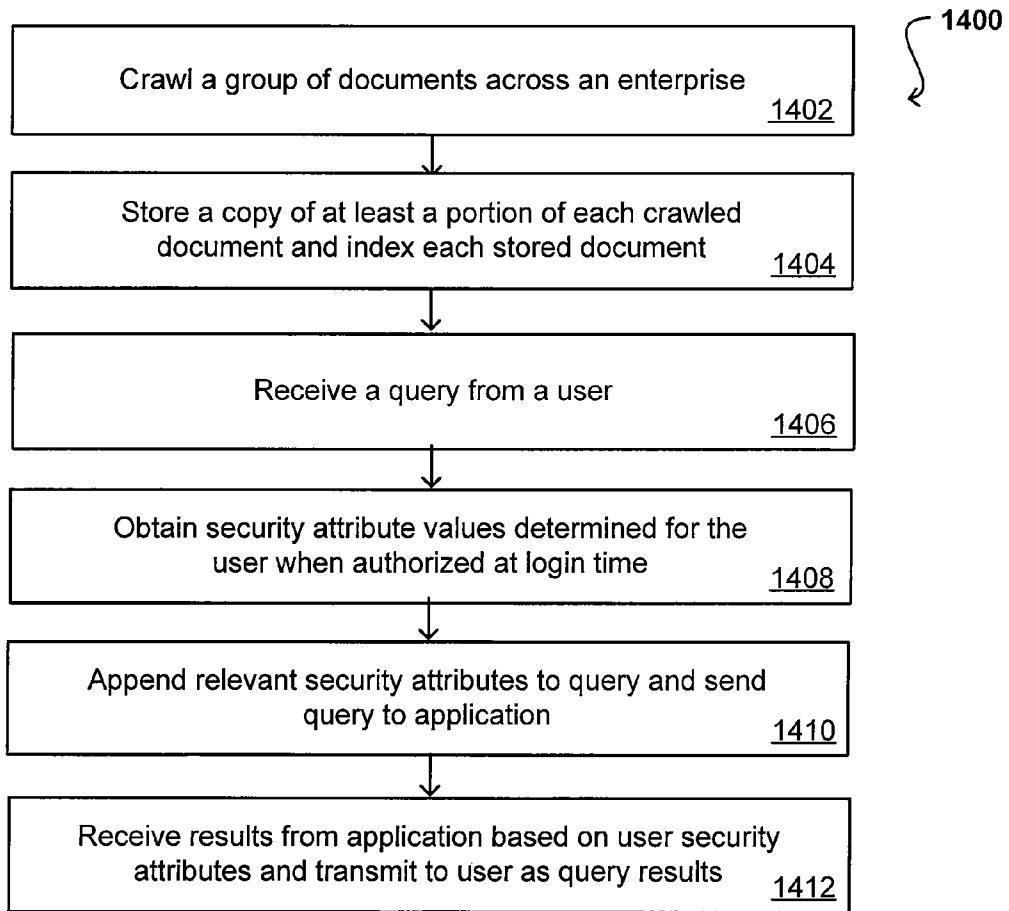 1400
Crawl a group of documents across an enterprise
1402
Store a copy of at least a portion of each crawled
document and index each stored document
1404
Receive a query from a user
1406
Obtain security attribute values determined for the
user when authorized at login time
1408
Append relevant security attributes to query and send
query to application
1410
Receive results from application based on user security
attributes and transmit to user as query results
1412